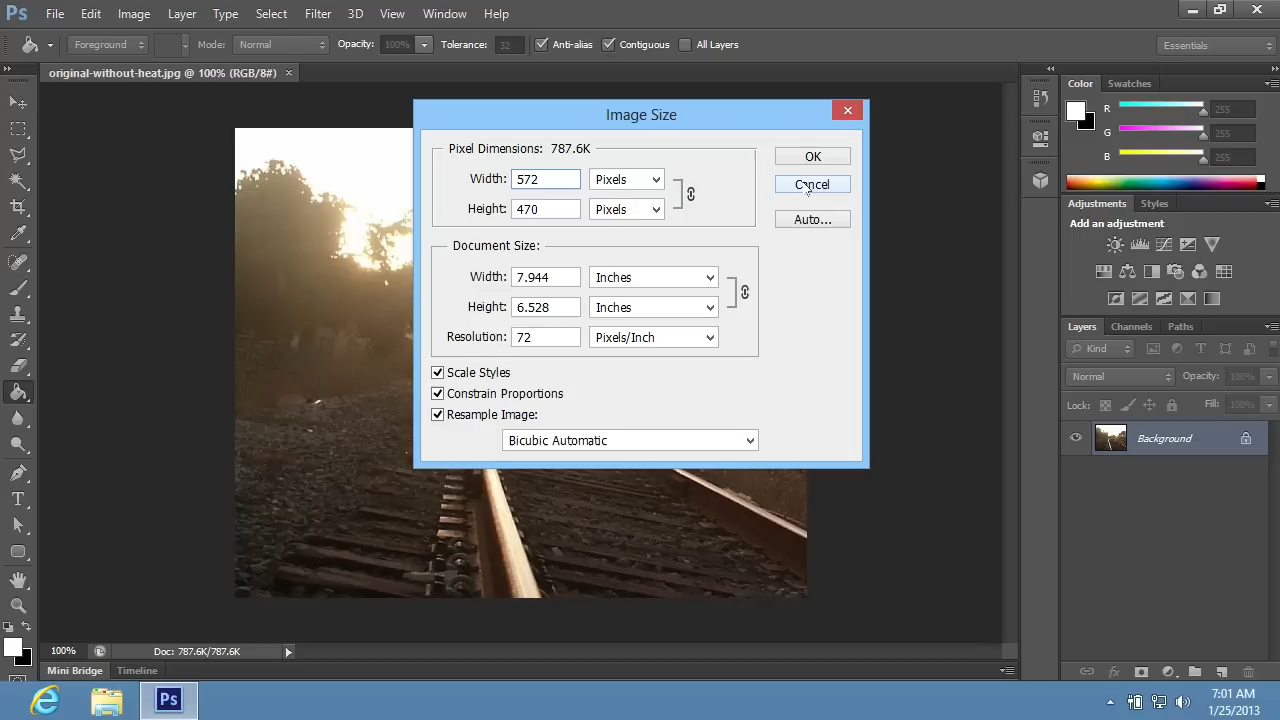 Ps File Edit Image Layer Type Select Filter 3D View Window Help
Foreground Mode: Normal Opacity: 100% Tolerance: 32 Anti-alias Contiguous All Layers Essentials
original-without-heat.jpg @ 100% (RGB/8#) ×
Image Size
Pixel Dimensions: 787.6K
Width: 572 Pixels
Height: 470 Pixels
Document Size:
Width: 7.944 Inches
Height: 6.528 Inches
Resolution: 72 Pixels/Inch
Scale Styles
Constrain Proportions
Resample Image:
Bicubic Automatic
OK
Cancel
Auto...
Color Swatches
R 255
G 255
B 255
Adjustments Styles
Add an adjustment
Layers Channels Paths
Kind
Normal Opacity: 100%
Lock: Fill: 100%
Background
100% Doc: 787.6K/787.6K
Mini Bridge Timeline
Ps
7:01 AM
1/25/2013